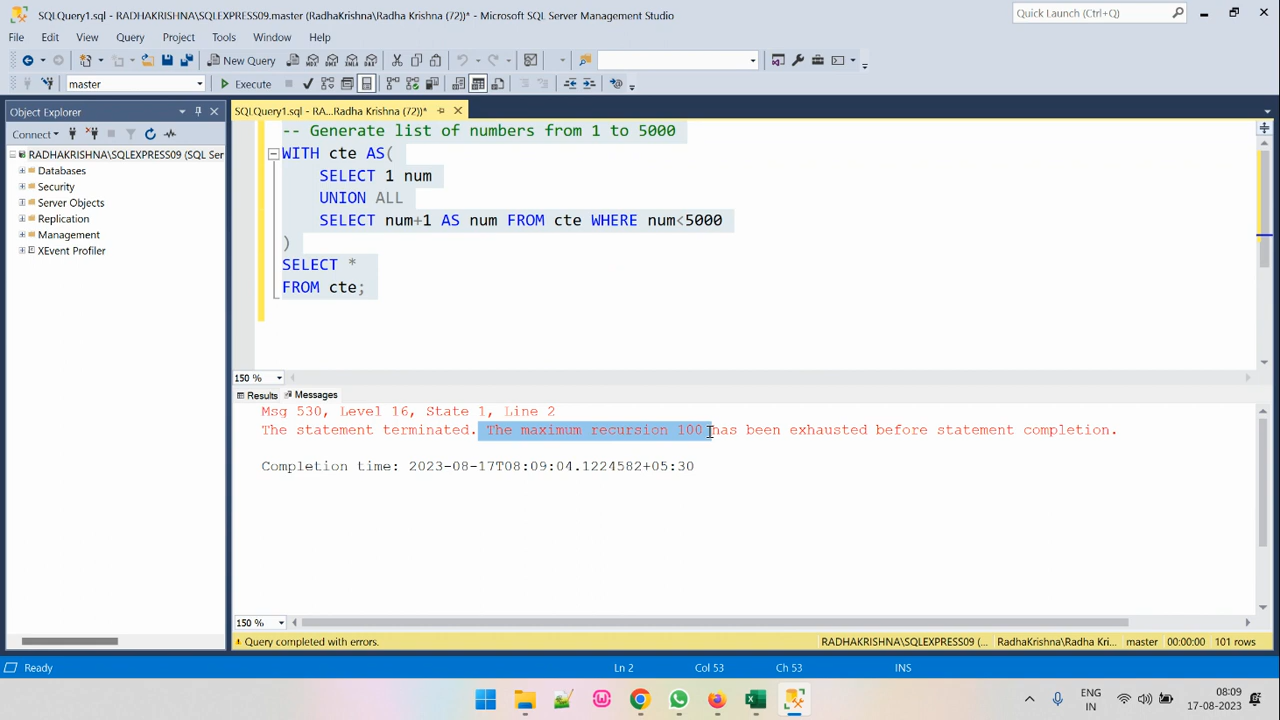 SQLQuery1.sql - RADHAKRISHNA\SQLEXPRESS09.master (RadhaKrishna\Radha Krishna (72))* - Microsoft SQL Server Management Studio
Quick Launch (Ctrl+Q)
File Edit View Query Project Tools Window Help
New Query
master
Execute
Object Explorer
SQLQuery1.sql - RA...Radha Krishna (72))*
Connect
RADHAKRISHNA\SQLEXPRESS09 (SQL Ser
Databases
Security
Server Objects
Replication
Management
XEvent Profiler
-- Generate list of numbers from 1 to 5000
WITH cte AS(
SELECT 1 num
UNION ALL
SELECT num+1 AS num FROM cte WHERE num<5000
)
SELECT *
FROM cte;
150 %
Results Messages
Msg 530, Level 16, State 1, Line 2
The statement terminated. The maximum recursion 100 has been exhausted before statement completion.
Completion time: 2023-08-17T08:09:04.1224582+05:30
150 %
Query completed with errors.
RADHAKRISHNA\SQLEXPRESS09 (... RadhaKrishna\Radha Kri... master 00:00:00 101 rows
Ready
Ln 2 Col 53 Ch 53 INS
ENG 08:09
IN 17-08-2023